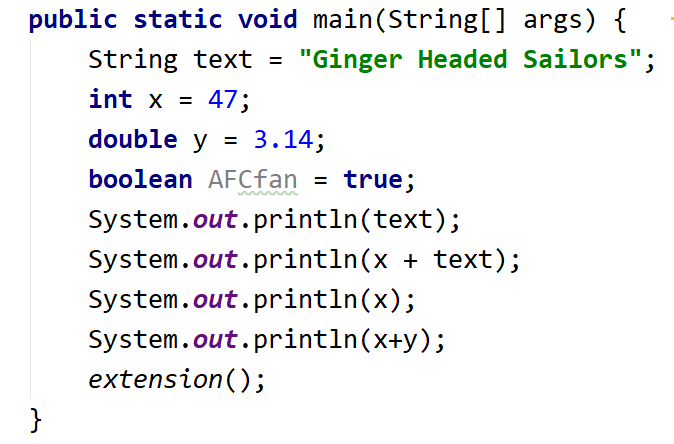 public static void main(String[] args) {
    String text = "Ginger Headed Sailors";
    int x = 47;
    double y = 3.14;
    boolean AFCfan = true;
    System.out.println(text);
    System.out.println(x + text);
    System.out.println(x);
    System.out.println(x+y);
    extension();
}